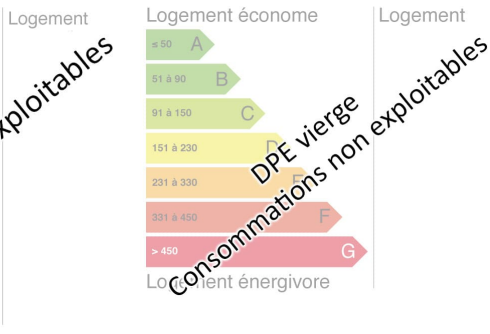 Logement
xploitables
Logement économe
≤ 50 A
51 à 90 B
91 à 150 C
151 à 230 D
231 à 330 E
331 à 450 F
> 450 G
Logement énergivore
DPE vierge
Consommations non exploitables
Logement